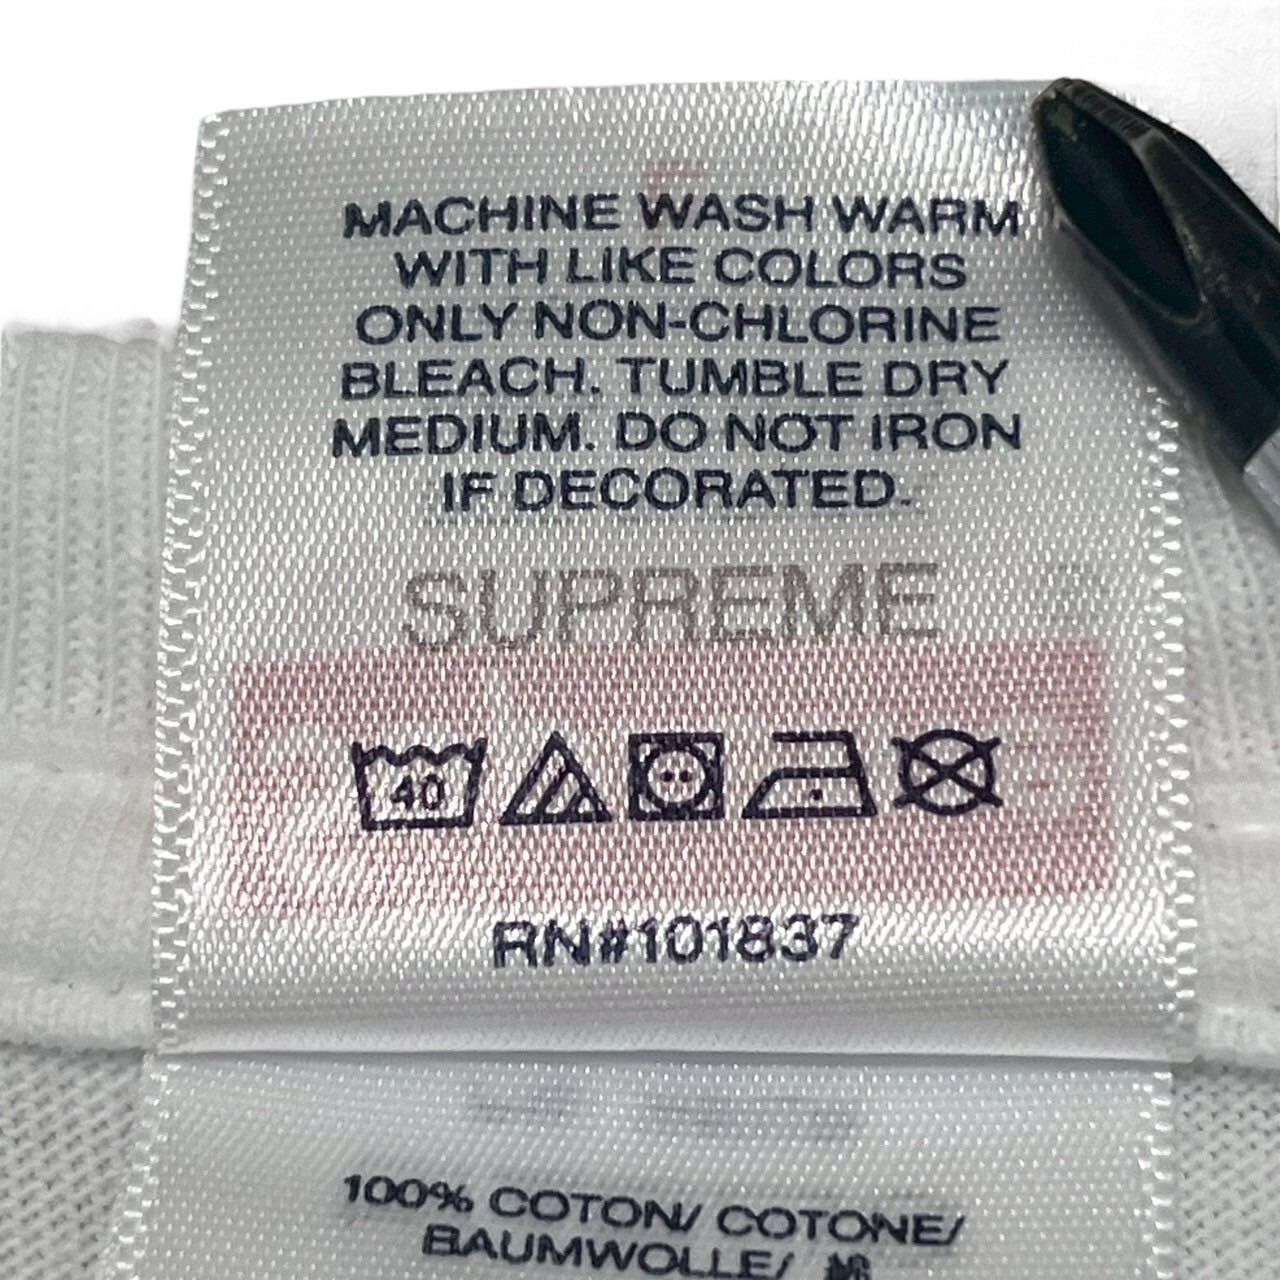 MACHINE WASH WARM
WITH LIKE COLORS
ONLY NON-CHLORINE
BLEACH. TUMBLE DRY
MEDIUM. DO NOT IRON
IF DECORATED.
SUPREME
40
RN#101837
100% COTON/ COTONE/
BAUMWOLLE/ 綿